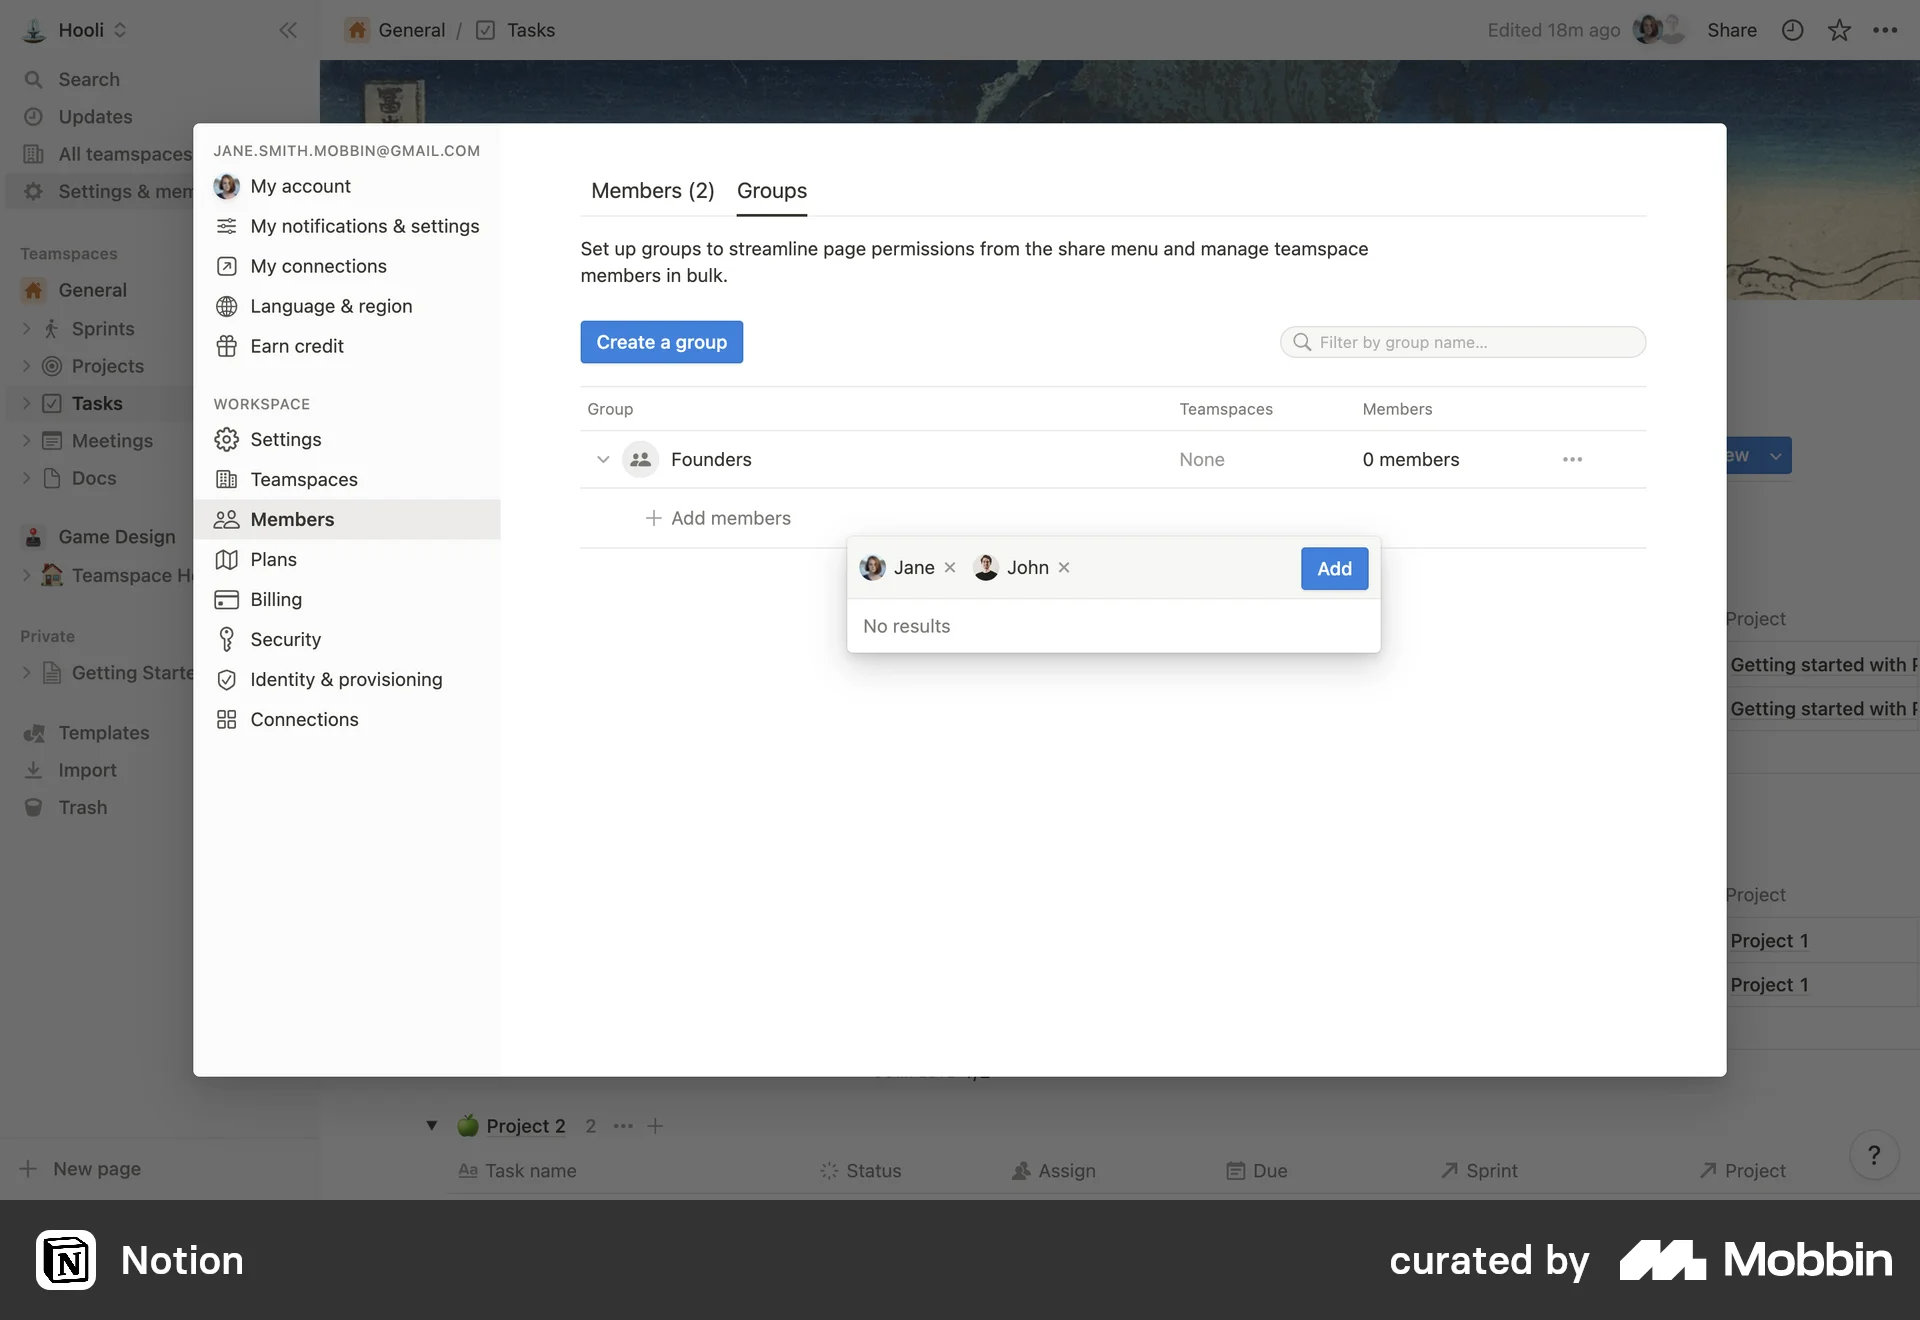 Hooli
General / Tasks
Edited 18m ago
Share
Search
Updates
All teamspaces
Settings & mem
Teamspaces
General
Sprints
Projects
Tasks
Meetings
Docs
Game Design
Teamspace H
Private
Getting Starte
Templates
Import
Trash
New page
JANE.SMITH.MOBBIN@GMAIL.COM
My account
My notifications & settings
My connections
Language & region
Earn credit
WORKSPACE
Settings
Teamspaces
Members
Plans
Billing
Security
Identity & provisioning
Connections
Members (2) Groups
Set up groups to streamline page permissions from the share menu and manage teamspace
members in bulk.
Create a group
Filter by group name...
Group Teamspaces Members
Founders None 0 members
Add members
Jane John Add
No results
ew
Project
Getting started with
Getting started with
Project
Project 1
Project 1
Project 2 2
Aa Task name Status Assign Due Sprint Project
?
Notion
curated by Mobbin